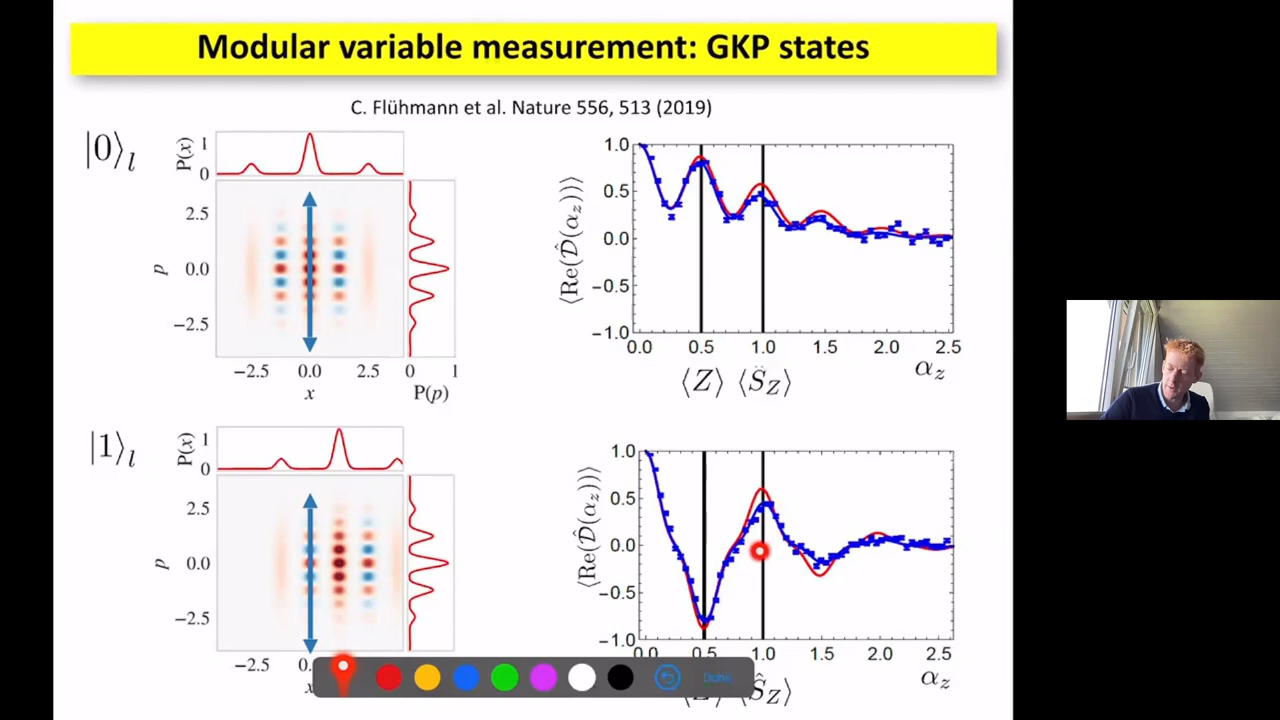 Modular variable measurement: GKP states
C. Flühmann et al. Nature 556, 513 (2019)
|0⟩l
P(x)
1
0
2.5
0.0
−2.5
p
−2.5 0.0 2.5
x
0 1
P(p)
1.0
0.5
0.0
−0.5
−1.0
⟨Re(D̂(αz))⟩
0.0 0.5 1.0 1.5 2.0 2.5
⟨Z⟩ ⟨ŜZ⟩
αz
|1⟩l
P(x)
1
0
2.5
0.0
−2.5
p
−2.5 0.
x
1.0
0.5
0.0
−0.5
−1.0
⟨Re(D̂(αz))⟩
0.0 0.5 1.0 1.5 2.0 2.5
⟨Z⟩ ⟨ŜZ⟩
αz
Done